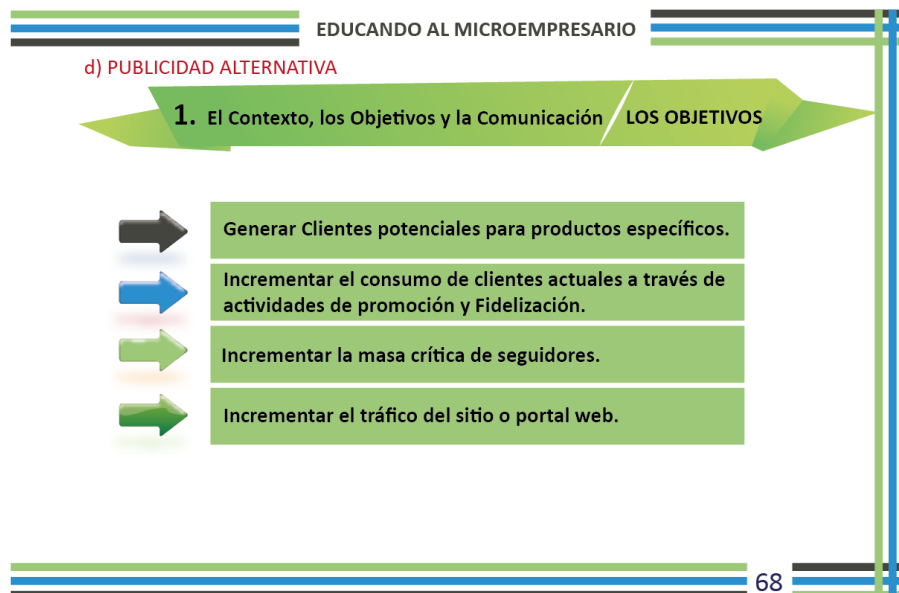 EDUCANDO AL MICROEMPRESARIO
d) PUBLICIDAD ALTERNATIVA
1. El Contexto, los Objetivos y la Comunicación LOS OBJETIVOS
Generar Clientes potenciales para productos específicos.
Incrementar el consumo de clientes actuales a través de
actividades de promoción y Fidelización.
Incrementar la masa crítica de seguidores.
Incrementar el tráfico del sitio o portal web.
68